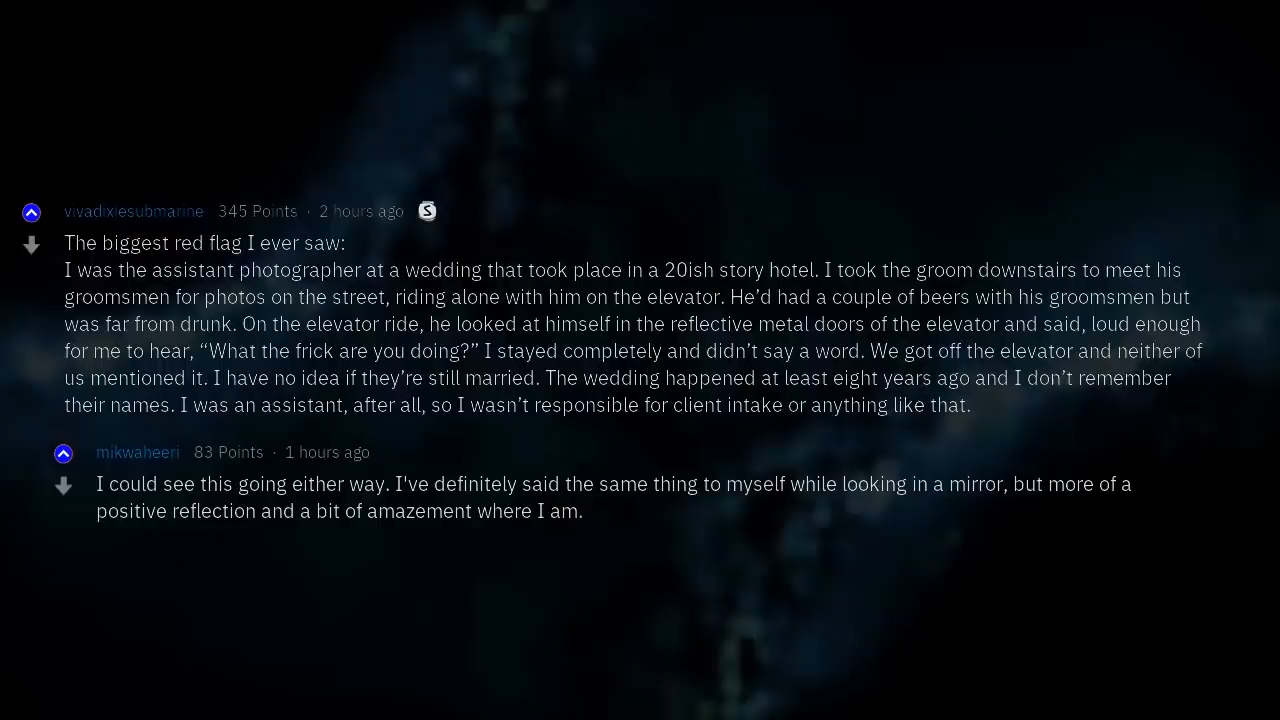 vivadixiesubmarine 345 Points · 2 hours ago S
The biggest red flag I ever saw:
I was the assistant photographer at a wedding that took place in a 20ish story hotel. I took the groom downstairs to meet his
groomsmen for photos on the street, riding alone with him on the elevator. He’d had a couple of beers with his groomsmen but
was far from drunk. On the elevator ride, he looked at himself in the reflective metal doors of the elevator and said, loud enough
for me to hear, “What the frick are you doing?” I stayed completely and didn’t say a word. We got off the elevator and neither of
us mentioned it. I have no idea if they’re still married. The wedding happened at least eight years ago and I don’t remember
their names. I was an assistant, after all, so I wasn’t responsible for client intake or anything like that.
mikwaheeri 83 Points · 1 hours ago
I could see this going either way. I've definitely said the same thing to myself while looking in a mirror, but more of a
positive reflection and a bit of amazement where I am.